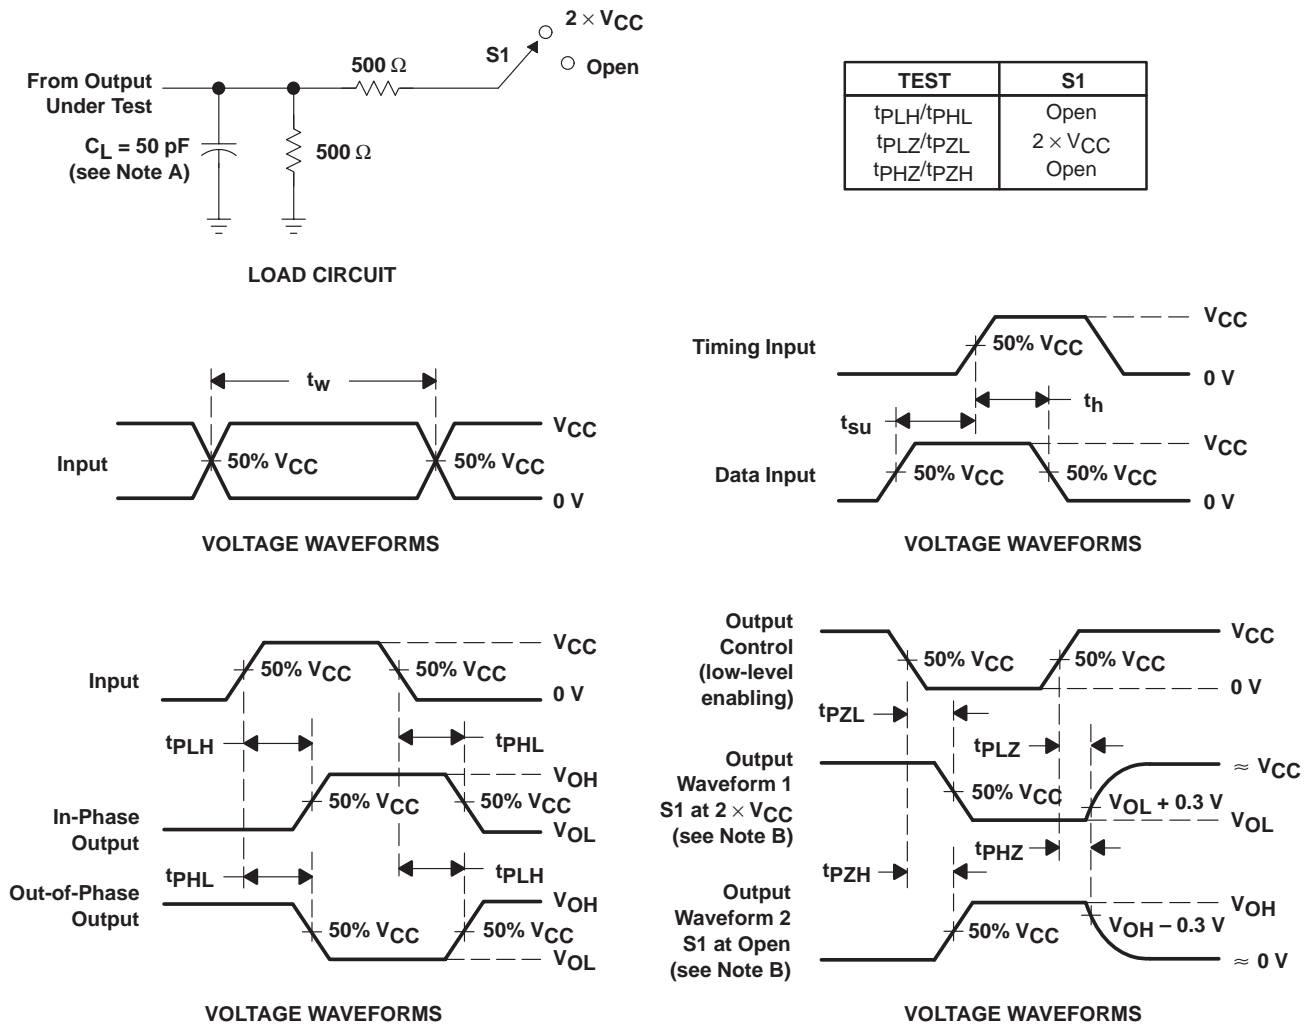 2 × VCC
S1
500 Ω
Open
From Output
Under Test
CL = 50 pF
(see Note A)
500 Ω
LOAD CIRCUIT
TEST S1
tPLH/tPHL Open
tPLZ/tPZL 2 × VCC
tPHZ/tPZH Open
tw
VCC
Input
50% VCC
50% VCC
0 V
VOLTAGE WAVEFORMS
VCC
Timing Input
50% VCC
0 V
th
tsu
VCC
Data Input
50% VCC
50% VCC
0 V
VOLTAGE WAVEFORMS
VCC
Input
50% VCC
50% VCC
0 V
tPLH
tPHL
VOH
In-Phase
Output
50% VCC
50% VCC
VOL
tPHL
tPLH
Out-of-Phase
Output
VOH
50% VCC
50% VCC
VOL
VOLTAGE WAVEFORMS
Output
Control
(low-level
enabling)
VCC
50% VCC
50% VCC
0 V
tPZL
tPLZ
Output
Waveform 1
S1 at 2 × VCC
(see Note B)
≈ VCC
50% VCC
VOL + 0.3 V
VOL
tPHZ
tPZH
Output
Waveform 2
S1 at Open
(see Note B)
VOH
50% VCC
VOH – 0.3 V
≈ 0 V
VOLTAGE WAVEFORMS